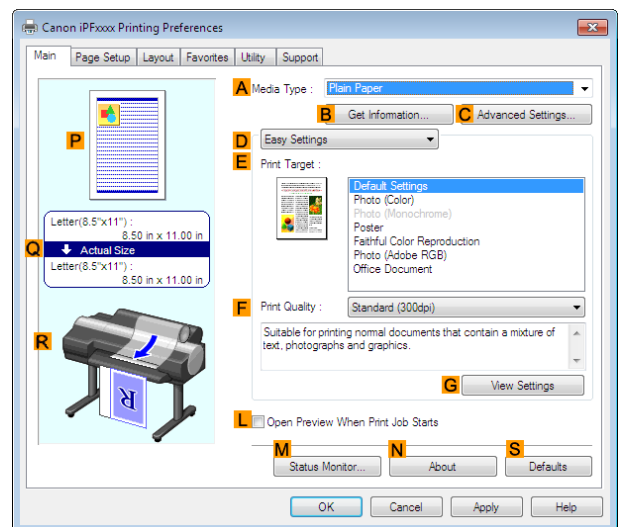 Canon iPFxxxx Printing Preferences
Main Page Setup Layout Favorites Utility Support
A Media Type : Plain Paper
B Get Information... C Advanced Settings...
D Easy Settings
E Print Target :
Default Settings
Photo (Color)
Photo (Monochrome)
Poster
Faithful Color Reproduction
Photo (Adobe RGB)
Office Document
F Print Quality : Standard (300dpi)
Suitable for printing normal documents that contain a mixture of
text, photographs and graphics.
G View Settings
P
Letter(8.5"x11") :
8.50 in x 11.00 in
Q Actual Size
Letter(8.5"x11") :
8.50 in x 11.00 in
R
R
L Open Preview When Print Job Starts
M Status Monitor... N About S Defaults
OK Cancel Apply Help